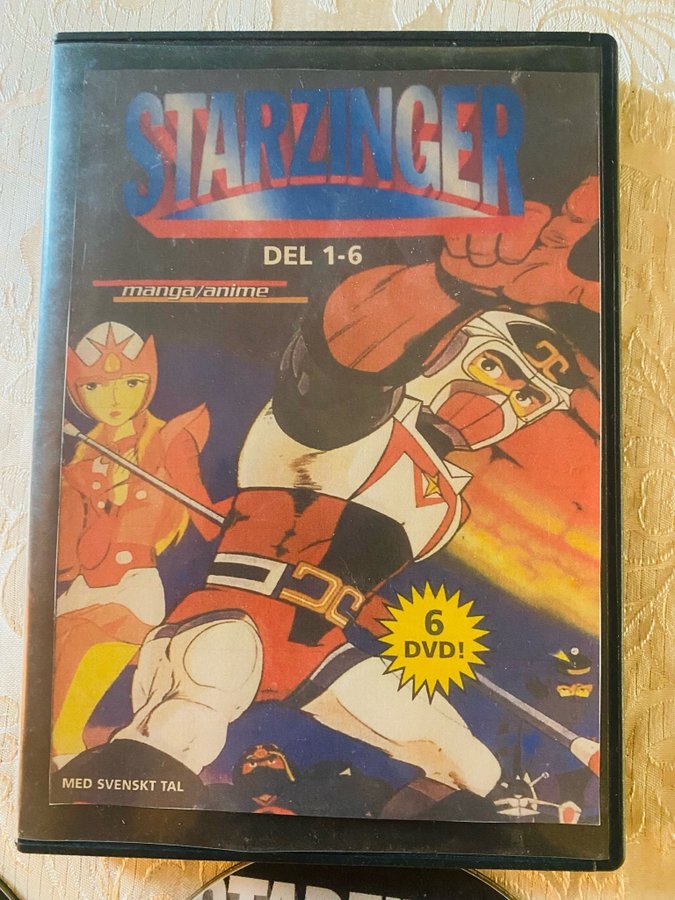 STARZINGER
DEL 1-6
manga/anime
6
DVD!
MED SVENSKT TAL